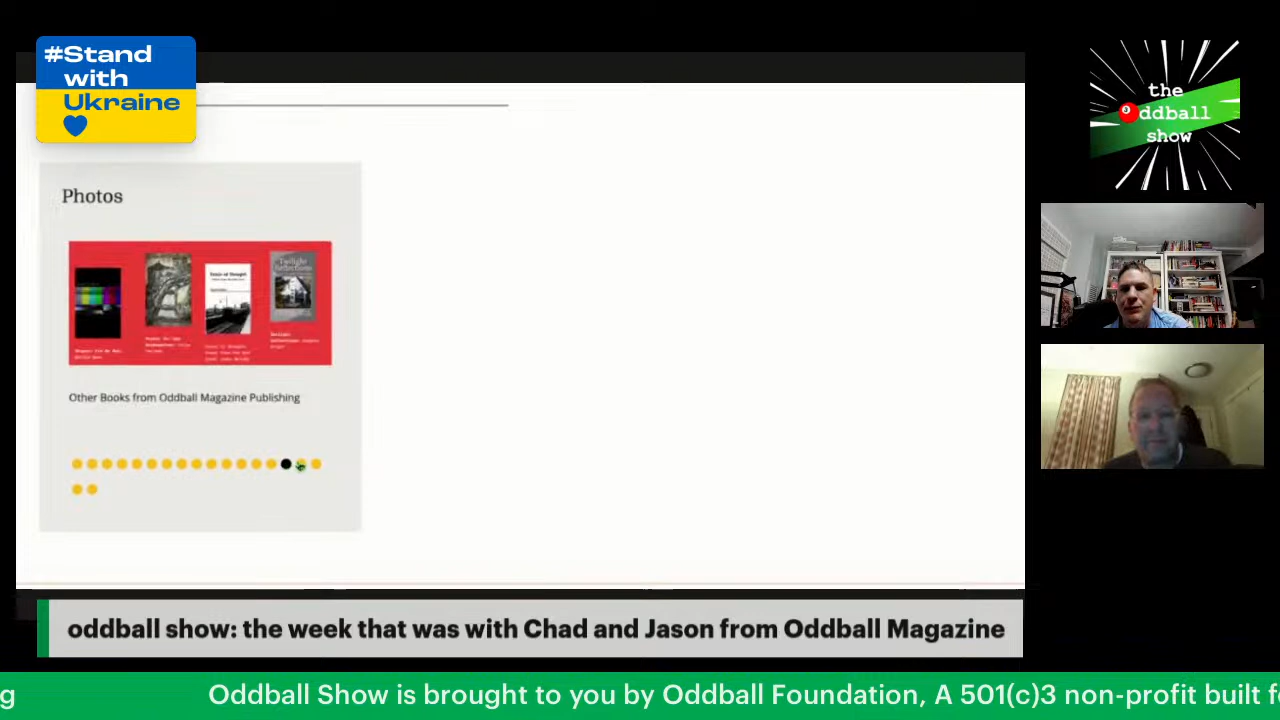 #Stand
with
Ukraine
the
3ddball
show
Photos
Other Books from Oddball Magazine Publishing
oddball show: the week that was with Chad and Jason from Oddball Magazine
g Oddball Show is brought to you by Oddball Foundation, A 501(c)3 non-profit built f